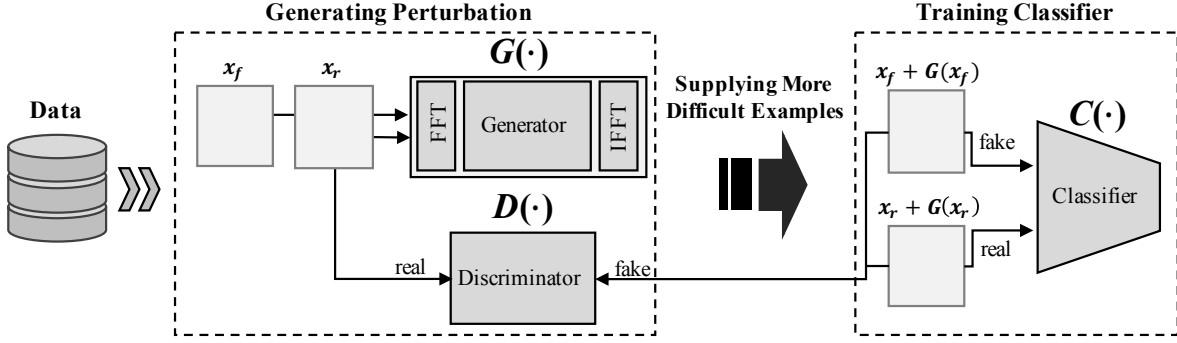 Generating Perturbation
Training Classifier
Data
x_f
x_r
G(·)
FFT
Generator
IFFT
D(·)
real
Discriminator
fake
Supplying More
Difficult Examples
x_f + G(x_f)
fake
C(·)
Classifier
x_r + G(x_r)
real